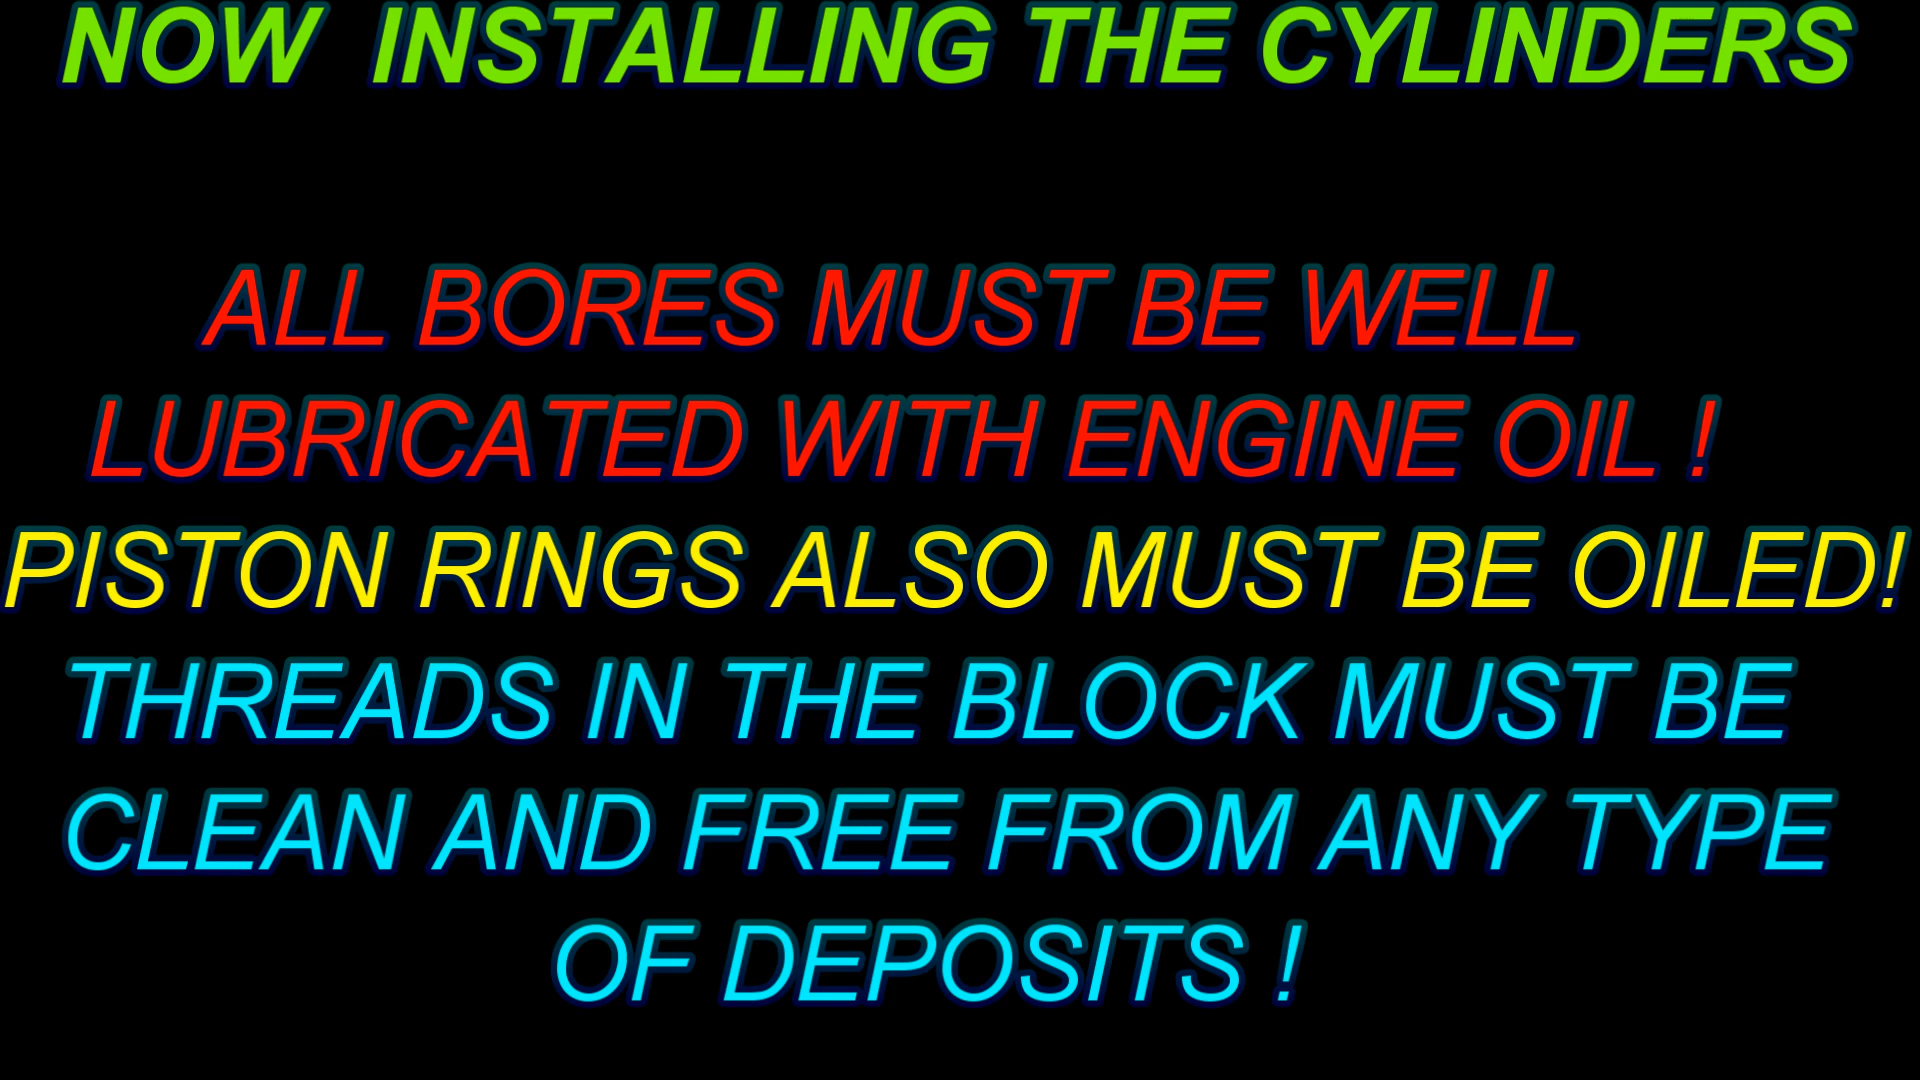 NOW  INSTALLING THE CYLINDERS
ALL BORES MUST BE WELL
LUBRICATED WITH ENGINE OIL !
PISTON RINGS ALSO MUST BE OILED!
THREADS IN THE BLOCK MUST BE
CLEAN AND FREE FROM ANY TYPE
OF DEPOSITS !